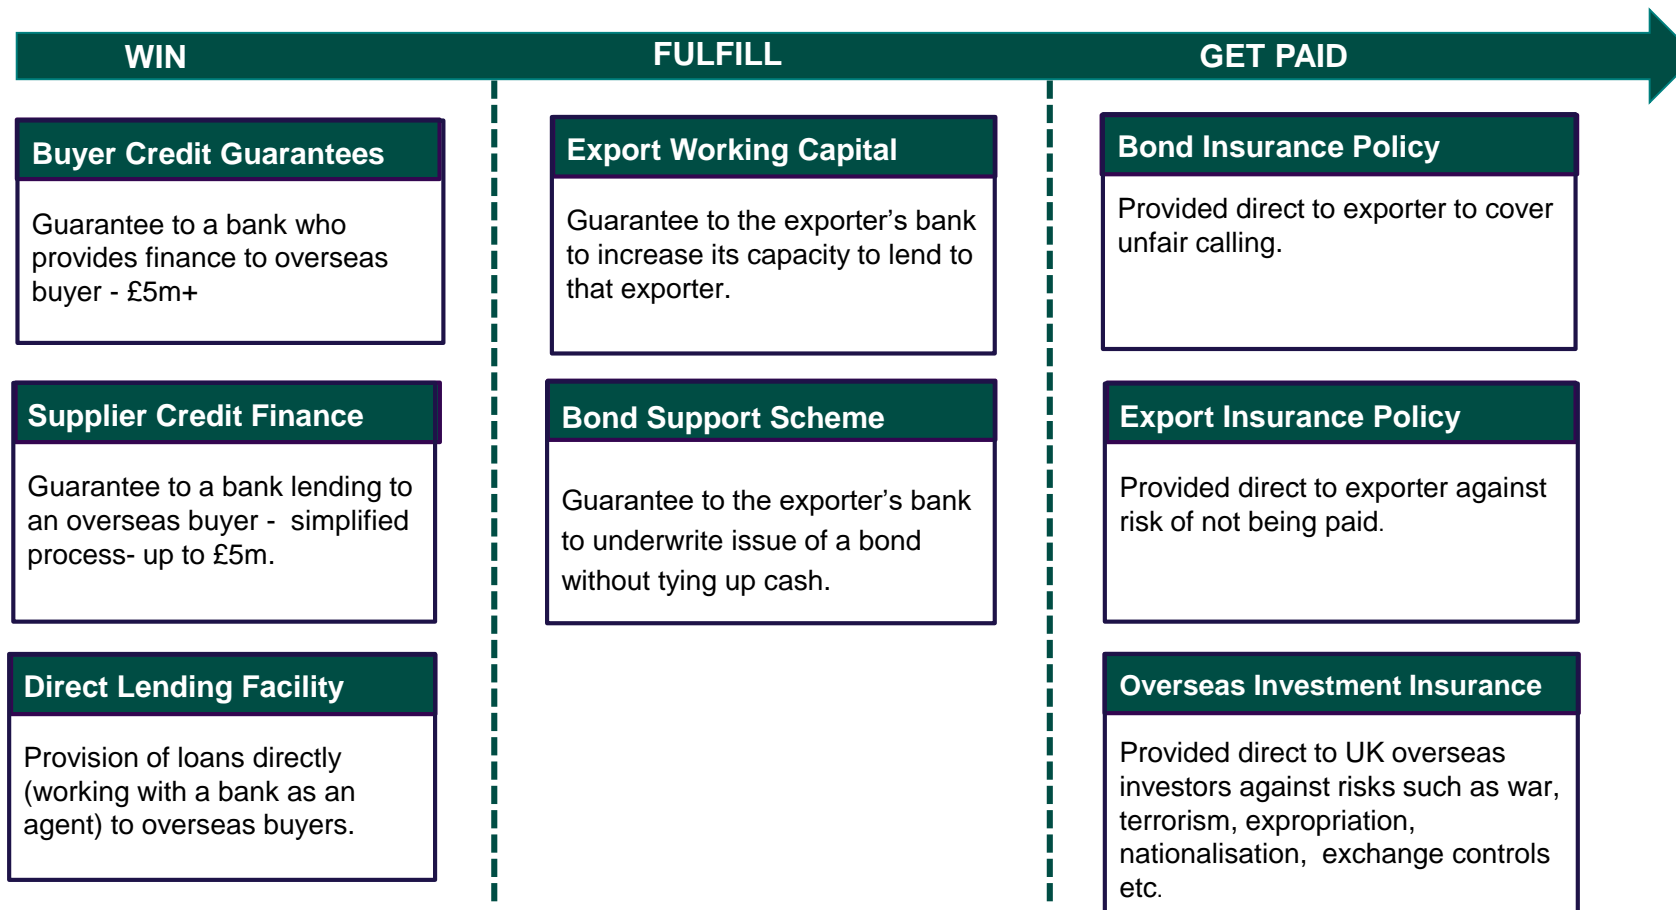 WIN
FULFILL
GET PAID
Buyer Credit Guarantees
Guarantee to a bank who
provides finance to overseas
buyer - £5m+
Supplier Credit Finance
Guarantee to a bank lending to
an overseas buyer -  simplified
process- up to £5m.
Direct Lending Facility
Provision of loans directly
(working with a bank as an
agent) to overseas buyers.
Export Working Capital
Guarantee to the exporter’s bank
to increase its capacity to lend to
that exporter.
Bond Support Scheme
Guarantee to the exporter’s bank
to underwrite issue of a bond
without tying up cash.
Bond Insurance Policy
Provided direct to exporter to cover
unfair calling.
Export Insurance Policy
Provided direct to exporter against
risk of not being paid.
Overseas Investment Insurance
Provided direct to UK overseas
investors against risks such as war,
terrorism, expropriation,
nationalisation,  exchange controls
etc.